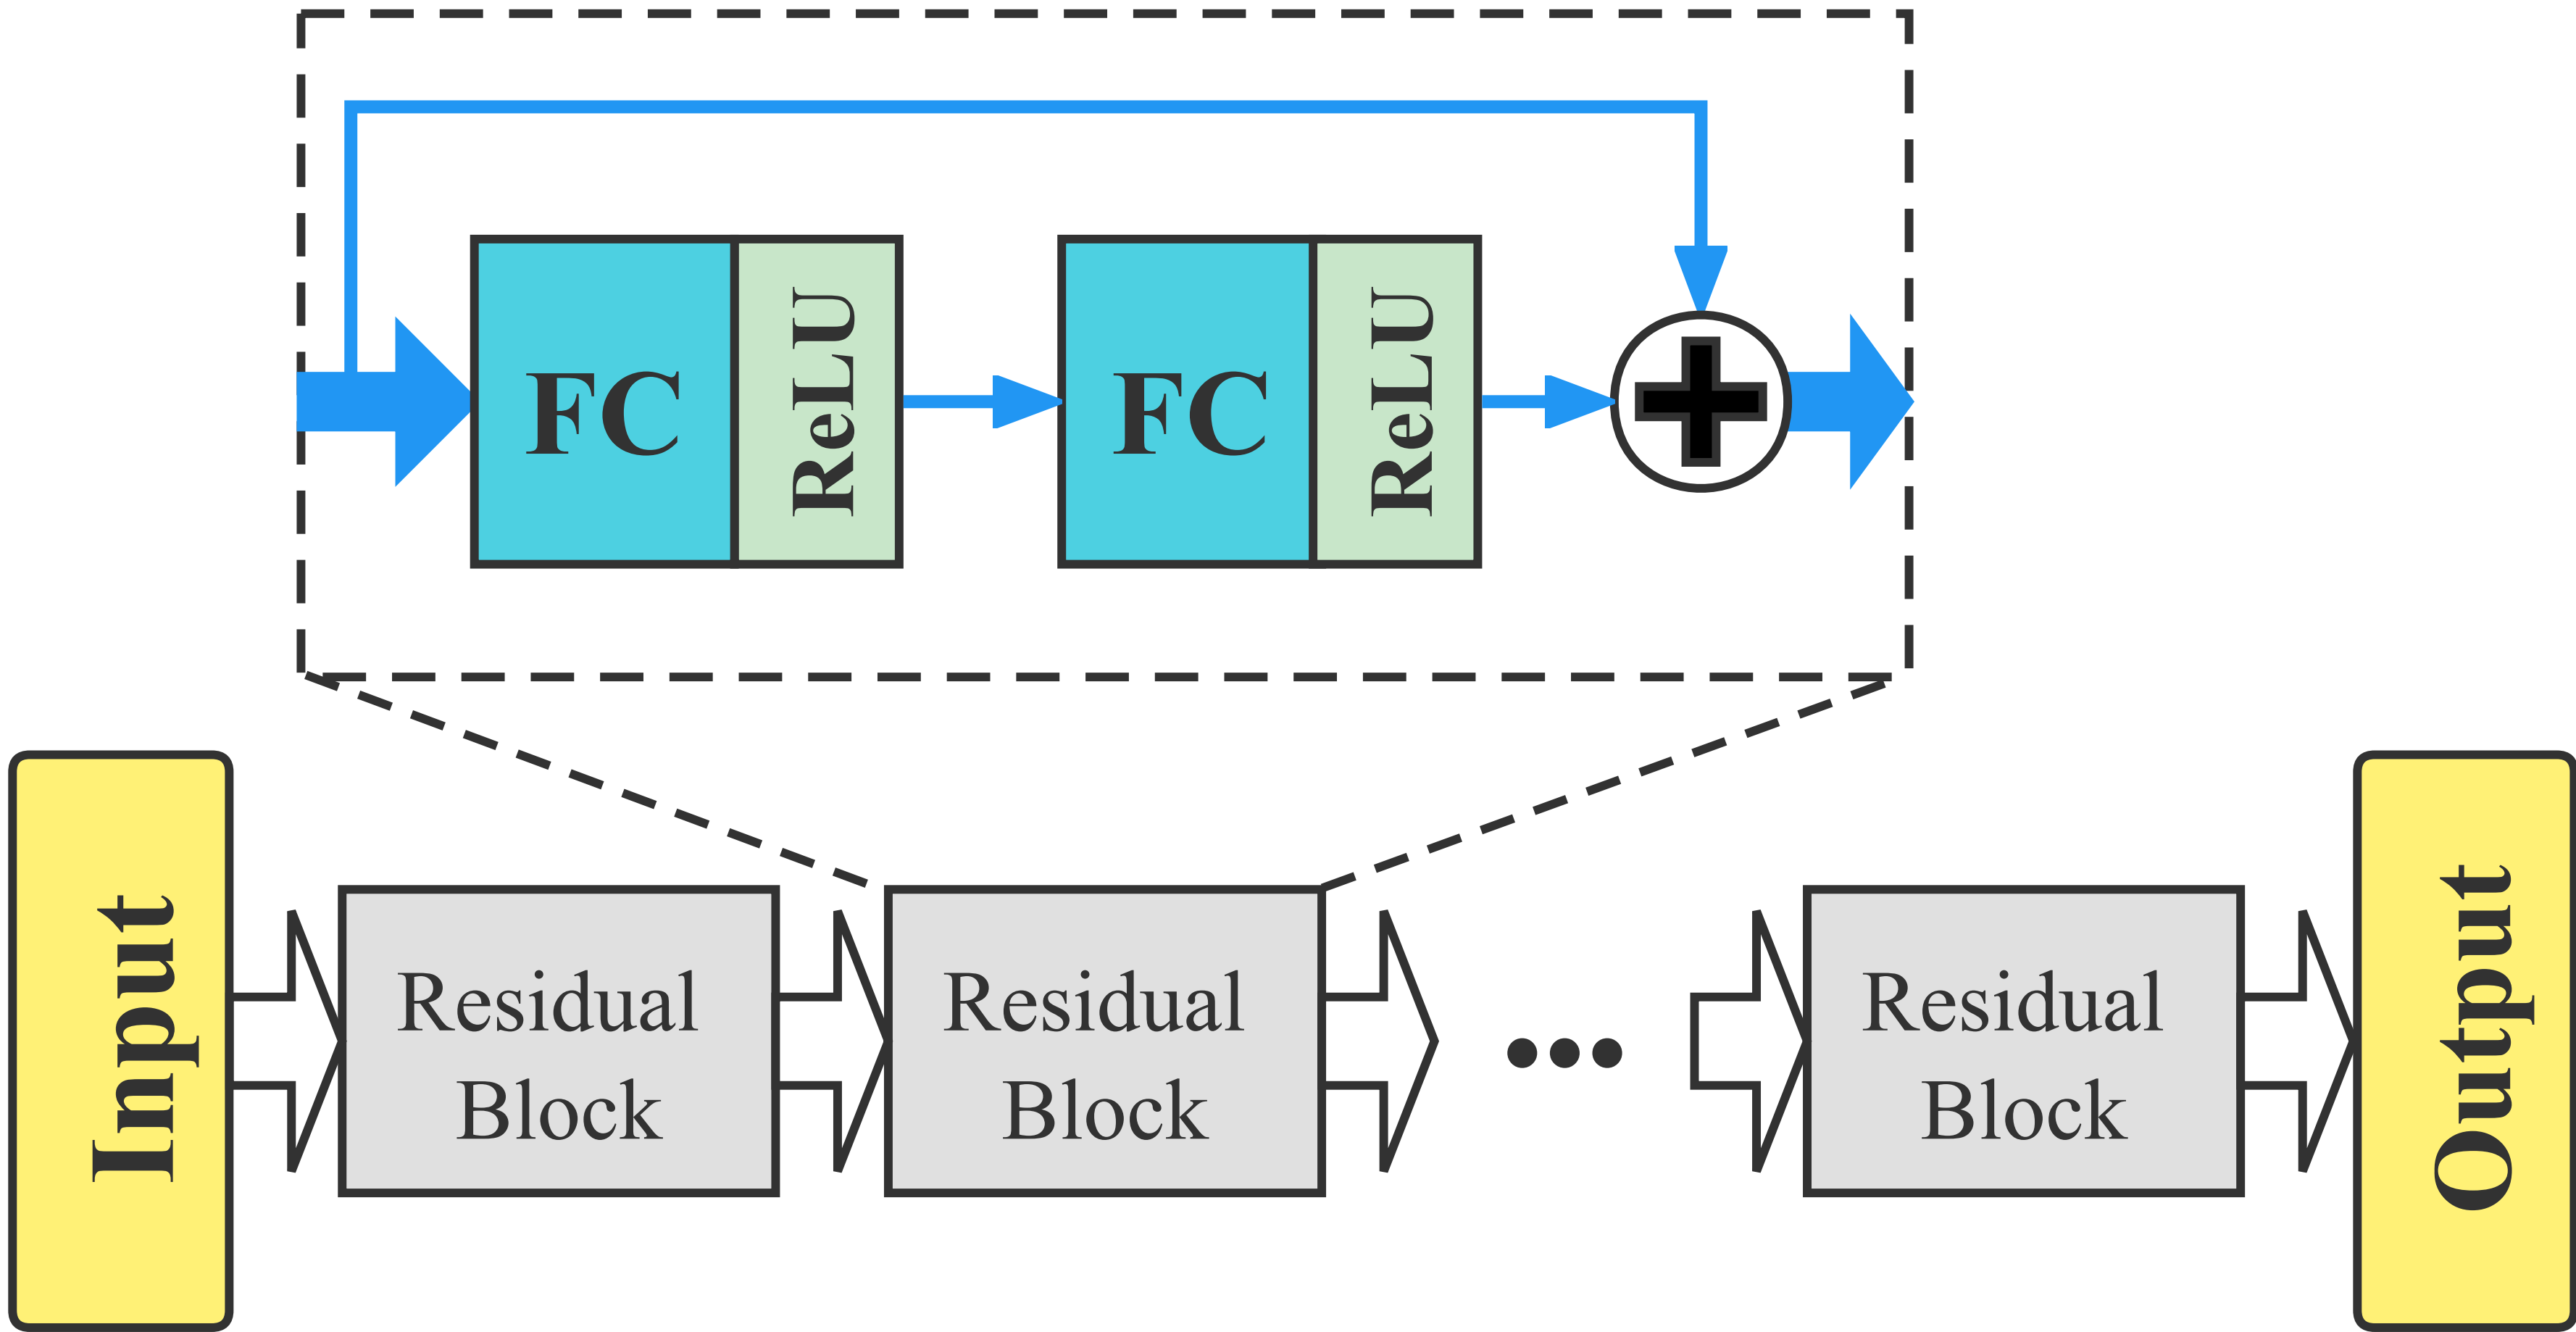 FC
ReLU
FC
ReLU
Input
Residual
Block
Residual
Block
Residual
Block
Output